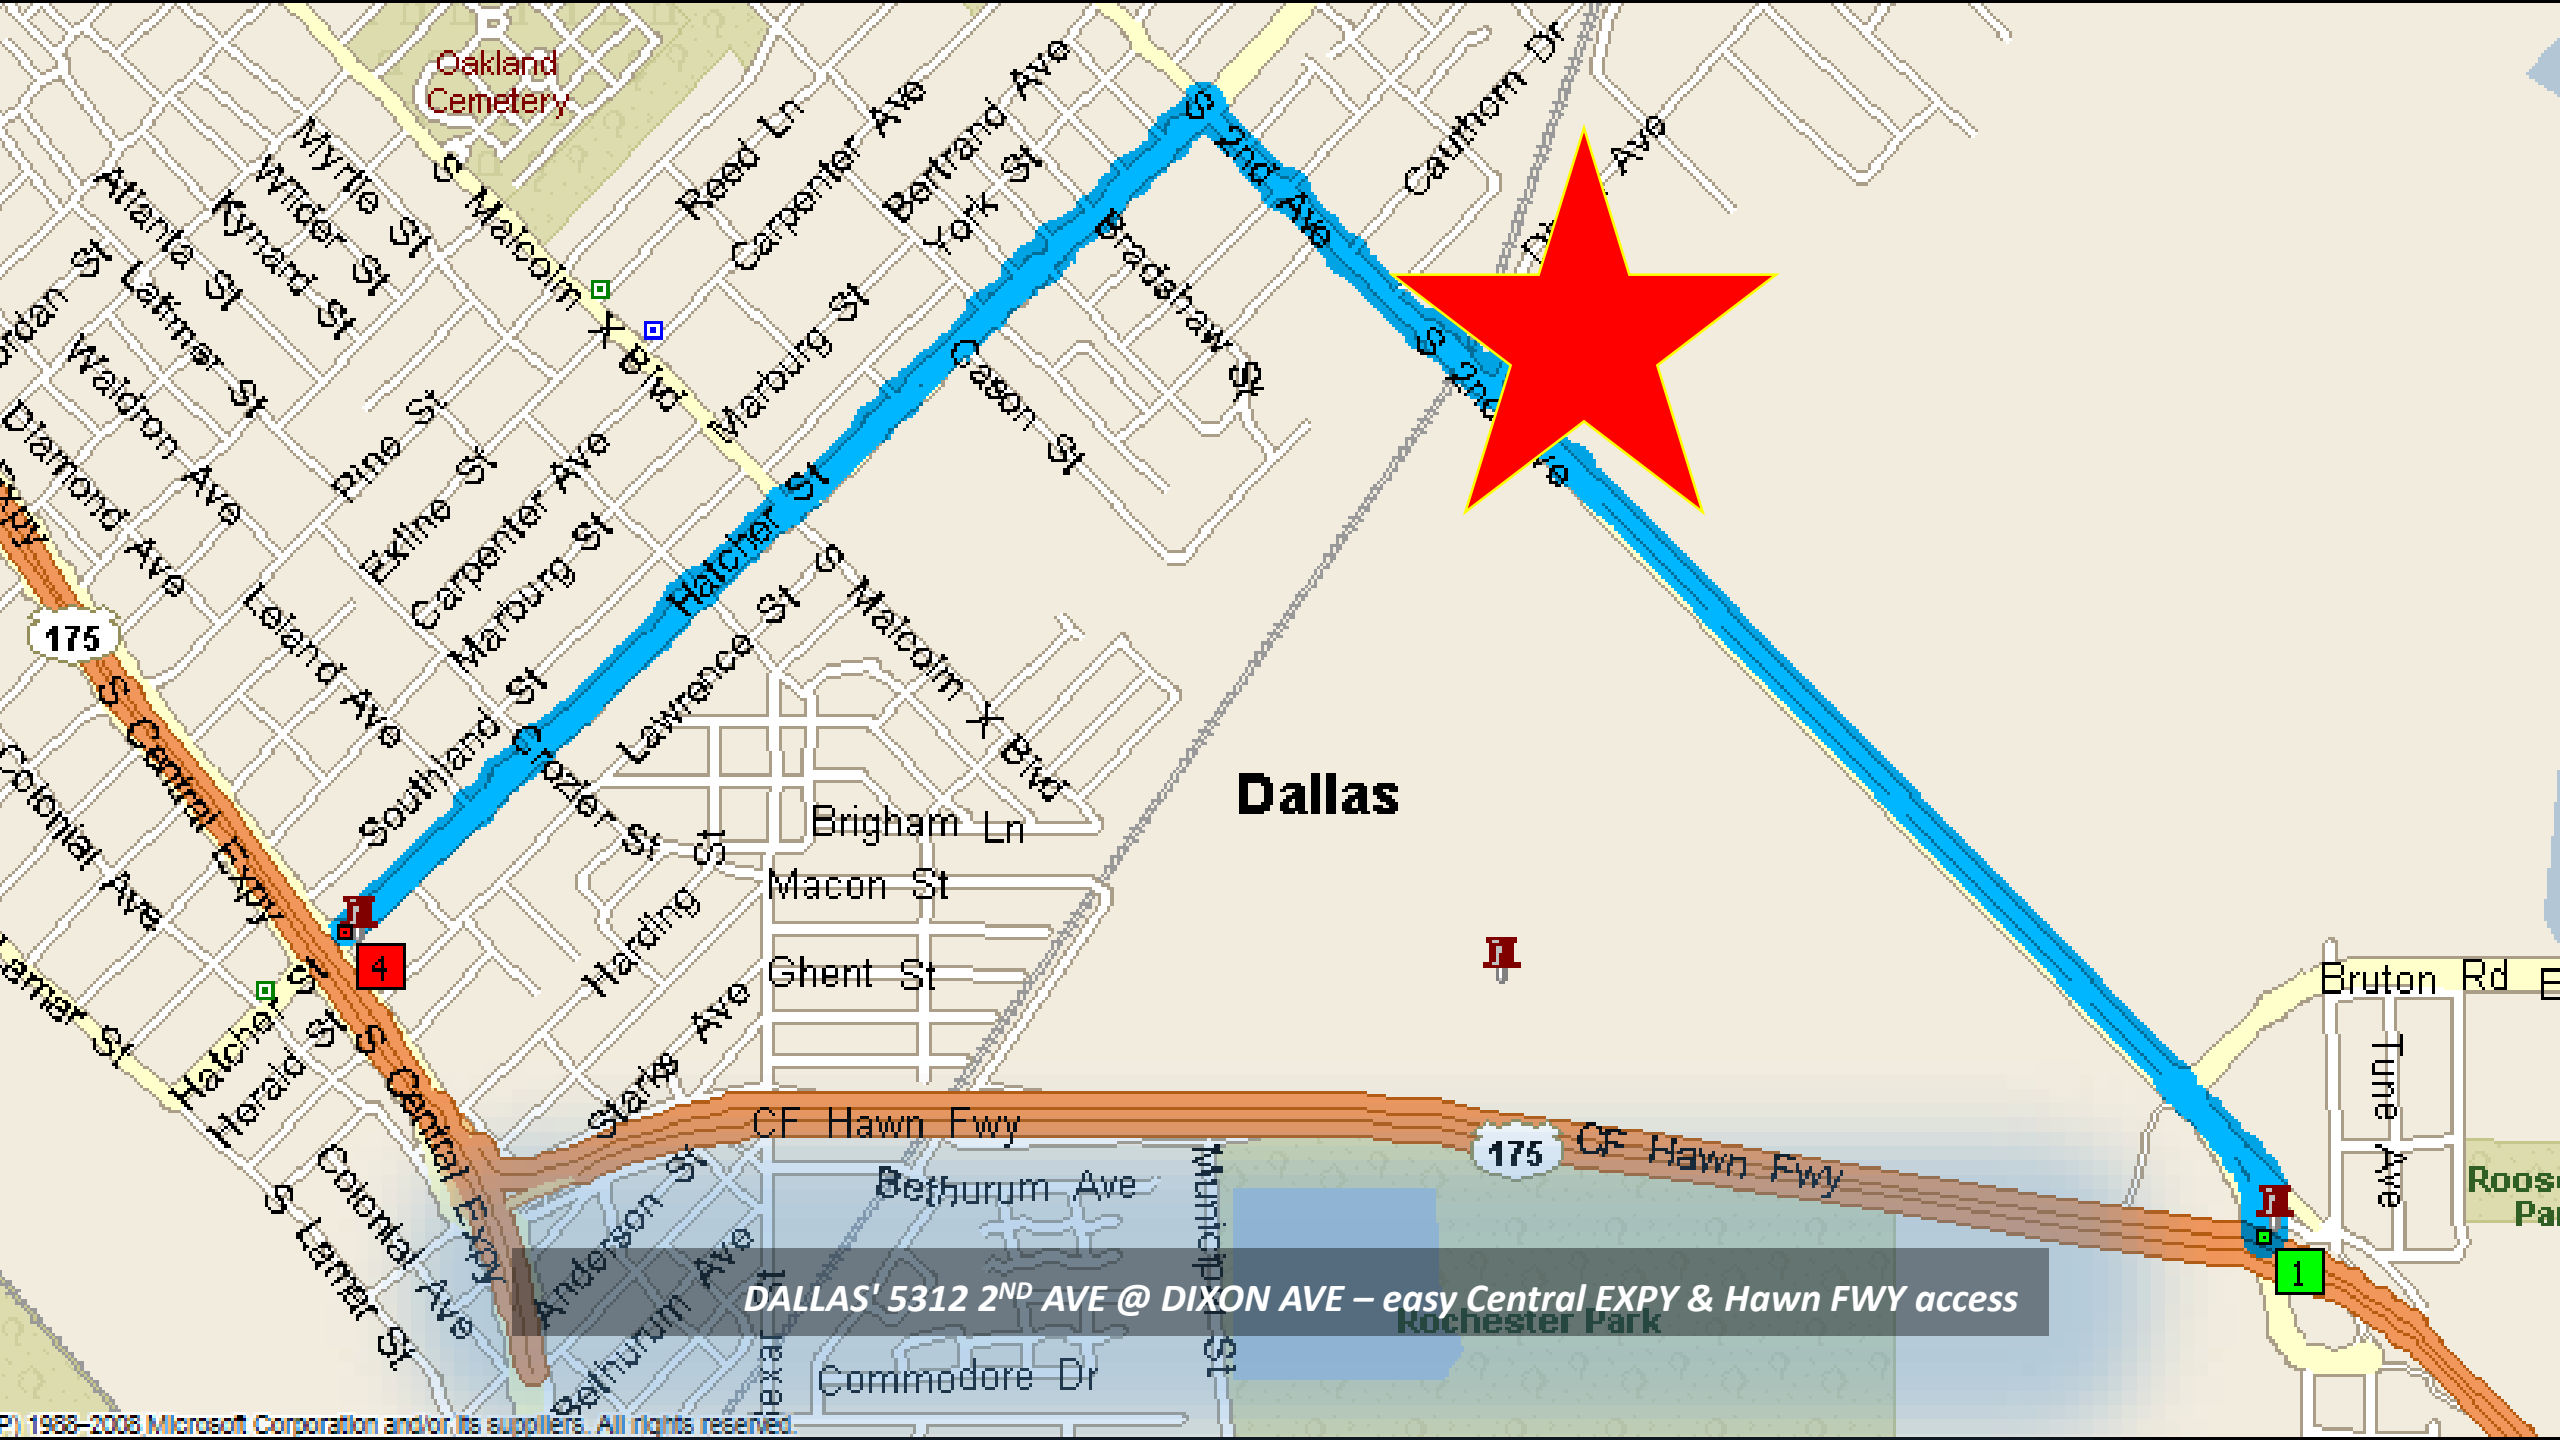 Oakland
Cemetery
Myrtle St
Wilder St
Kynard St
Atlanta St
Latimer St
Waldron Ave
Diamond Ave
Pine St
Exline St
Carpenter Ave
Marburg St
Leland Ave
Southland St
S Malcolm X Blvd
Reed Ln
Carpenter Ave
Bertrand Ave
York St
Marburg St
Cason St
Bradshaw St
Cauthorn Dr
Ave
S 2nd Ave
S 2nd
Hatcher St
Lawrence St
S Malcolm X Blvd
Crozier St
Harding St
Starks Ave
Brigham Ln
Macon St
Ghent St
Dallas
175
S Central Expy
Colonial Ave
4
Hatcher St
Herald St
S Central Expy
Colonial Ave
S Lamar St
CF Hawn Fwy
175
CF Hawn Fwy
Bruton Rd
Tune Ave
1
Bethurum Ave
Anderson St
Bethurum Ave
Commodore Dr
Rochester Park
DALLAS' 5312 2ND AVE @ DIXON AVE – easy Central EXPY & Hawn FWY access
P) 1988–2008 Microsoft Corporation and/or its suppliers. All rights reserved.